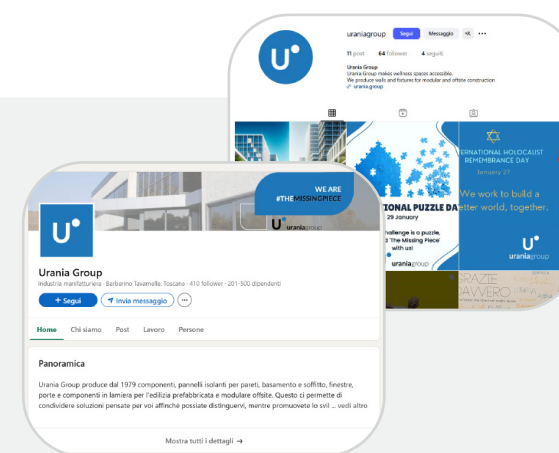 uraniagroup Segui Messaggio
11 post 64 follower 4 seguiti
Urania Group
Urania Group makes wellness spaces accessible.
We produce walls and fixtures for modular and offsite construction
urania.group
U
INTERNATIONAL HOLOCAUST
REMEMBRANCE DAY
January 27
We work to build a
better world, together.
U
uraniagroup
TIONAL PUZZLE DA
29 January
hallenge is a puzzle,
d 'The Missing Piece'
with us!
uraniagroup
GRAZIE
DAVVERO
WE ARE
#THEMISSINGPIECE
U uraniagroup
U
Urania Group
Industria manifatturiera · Barberino Tavarnelle, Toscana · 410 follower · 201-500 dipendenti
+ Segui Invia messaggio
Home Chi siamo Post Lavoro Persone
Panoramica
Urania Group produce dal 1979 componenti, pannelli isolanti per pareti, basamento e soffitto, finestre,
porte e componenti in lamiera per l'edilizia prefabbricata e modulare offsite. Questo ci permette di
condividere soluzioni pensate per voi affinché possiate distinguervi, mentre promuovete lo svil ... vedi altro
Mostra tutti i dettagli →